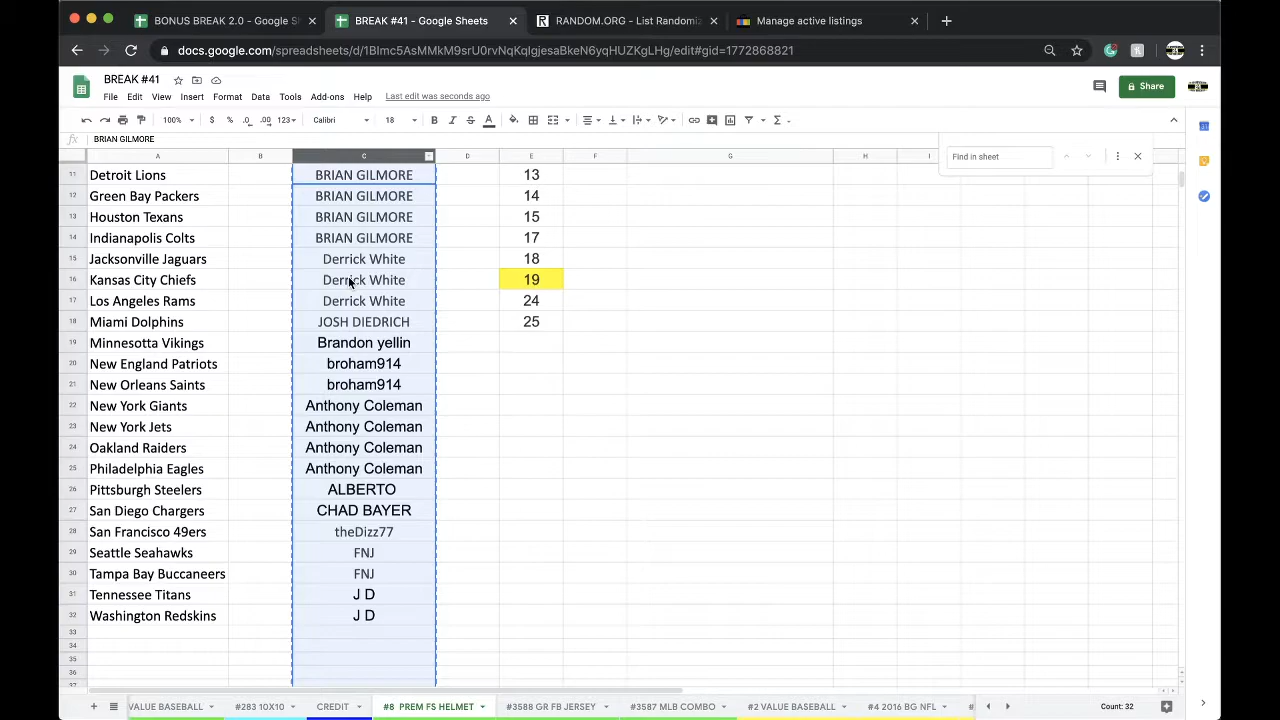 BONUS BREAK 2.0 - Google Sh
BREAK #41 - Google Sheets
RANDOM.ORG - List Randomiz
Manage active listings
docs.google.com/spreadsheets/d/1BImc5AsMMkM9srU0rvNqKqIgjesaBkeN6yqHUZKgLHg/edit#gid=1772868821
BREAK #41
File Edit View Insert Format Data Tools Add-ons Help Last edit was seconds ago
Share
100% $ % .0 .00 123 Calibri 18 B I S A
fx BRIAN GILMORE
Find in sheet
A B C D E F G H I
11 Detroit Lions BRIAN GILMORE 13
12 Green Bay Packers BRIAN GILMORE 14
13 Houston Texans BRIAN GILMORE 15
14 Indianapolis Colts BRIAN GILMORE 17
15 Jacksonville Jaguars Derrick White 18
16 Kansas City Chiefs Derrick White 19
17 Los Angeles Rams Derrick White 24
18 Miami Dolphins JOSH DIEDRICH 25
19 Minnesotta Vikings Brandon yellin
20 New England Patriots broham914
21 New Orleans Saints broham914
22 New York Giants Anthony Coleman
23 New York Jets Anthony Coleman
24 Oakland Raiders Anthony Coleman
25 Philadelphia Eagles Anthony Coleman
26 Pittsburgh Steelers ALBERTO
27 San Diego Chargers CHAD BAYER
28 San Francisco 49ers theDizz77
29 Seattle Seahawks FNJ
30 Tampa Bay Buccaneers FNJ
31 Tennessee Titans J D
32 Washington Redskins J D
33
34
35
36
37
VALUE BASEBALL #283 10X10 CREDIT #8 PREM FS HELMET #3588 GR FB JERSEY #3587 MLB COMBO #2 VALUE BASEBALL #4 2016 BG NFL # Count: 32